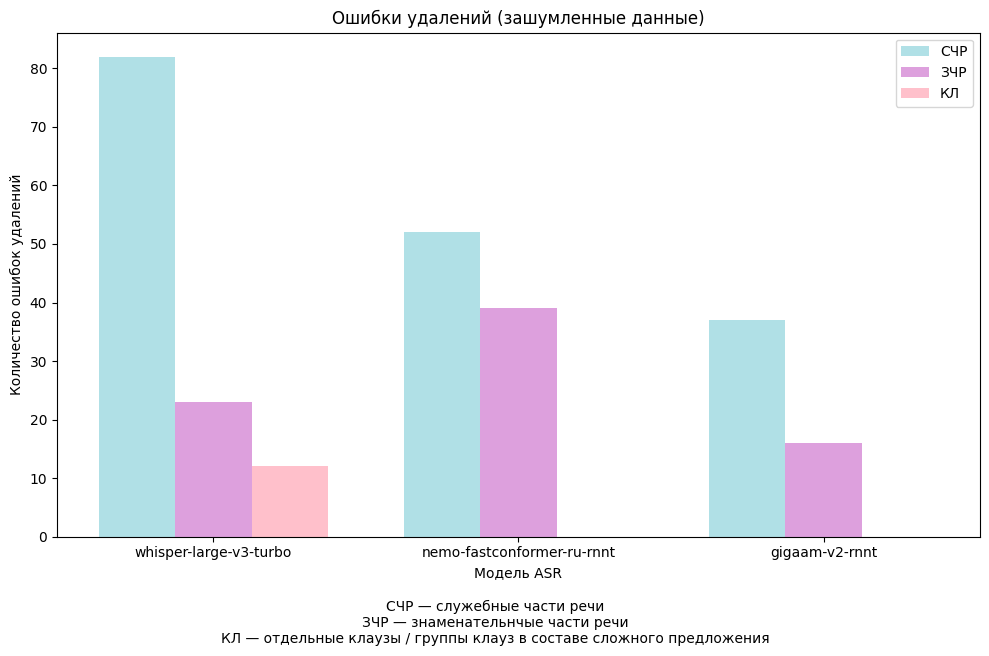 Ошибки удалений (зашумленные данные)
СЧР
ЗЧР
КЛ
Количество ошибок удалений
80
70
60
50
40
30
20
10
0
whisper-large-v3-turbo
nemo-fastconformer-ru-rnnt
gigaam-v2-rnnt
Модель ASR
СЧР — служебные части речи
ЗЧР — знаменательнчые части речи
КЛ — отдельные клаузы / группы клауз в составе сложного предложения